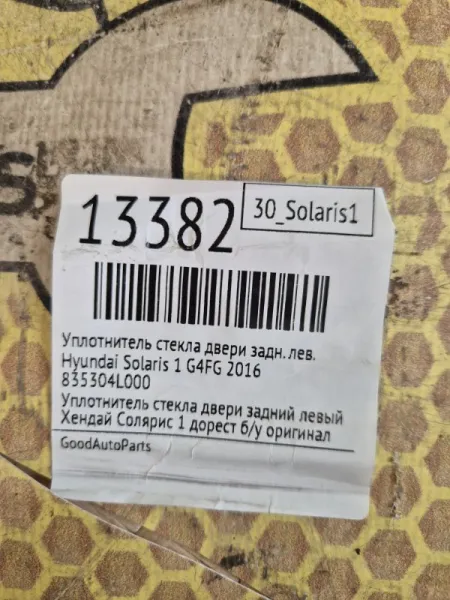 13382
30_Solaris1
Уплотнитель стекла двери задн. лев.
Hyundai Solaris 1 G4FG 2016
835304L000
Уплотнитель стекла двери задний левый
Хендай Солярис 1 дорест б/у оригинал
GoodAutoParts